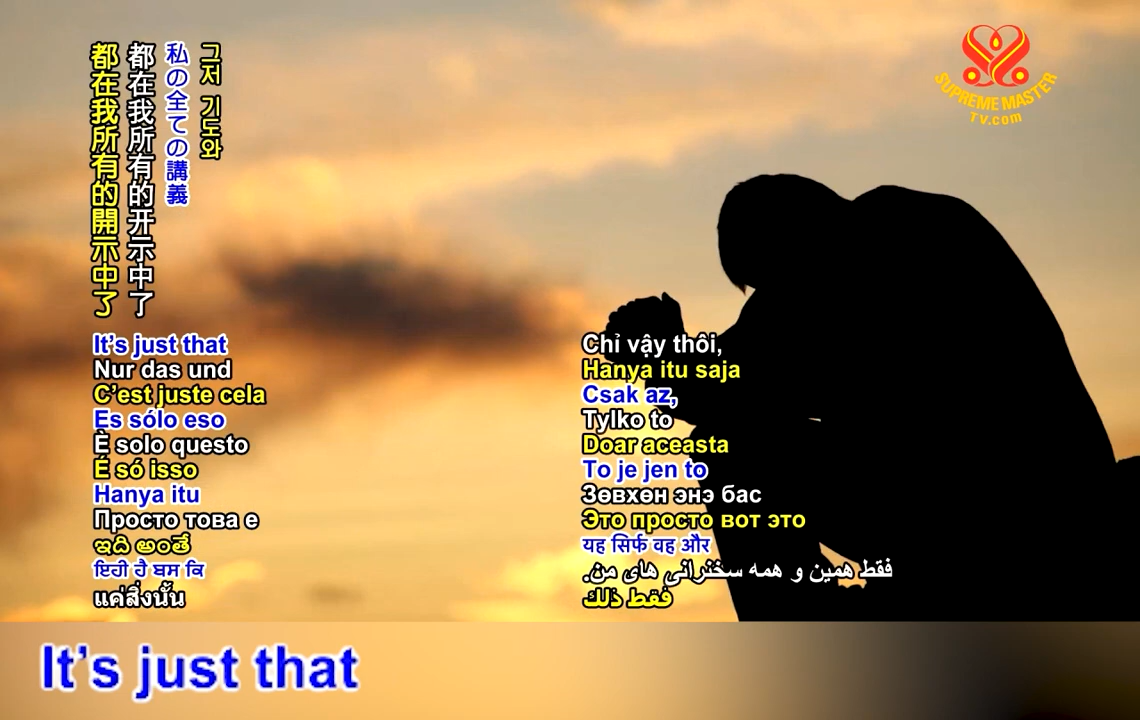 그저 기도와
私の全ての講義
都在我所有的开示中了
都在我所有的開示中了
SUPREME MASTER
TV.com
It's just that
Nur das und
C'est juste cela
Es sólo eso
È solo questo
É só isso
Hanya itu
Просто това е
ఇది అంతే
ਇਹੀ ਹੈ ਬਸ ਕਿ
แค่สิ่งนั้น
Chỉ vậy thôi,
Hanya itu saja
Csak az,
Tylko to
Doar aceasta
To je jen to
Зөвхөн энэ бас
Это просто вот это
यह सिर्फ वह और
فقط همین و همه سخنرانی های من.
فقط ذلك
It's just that